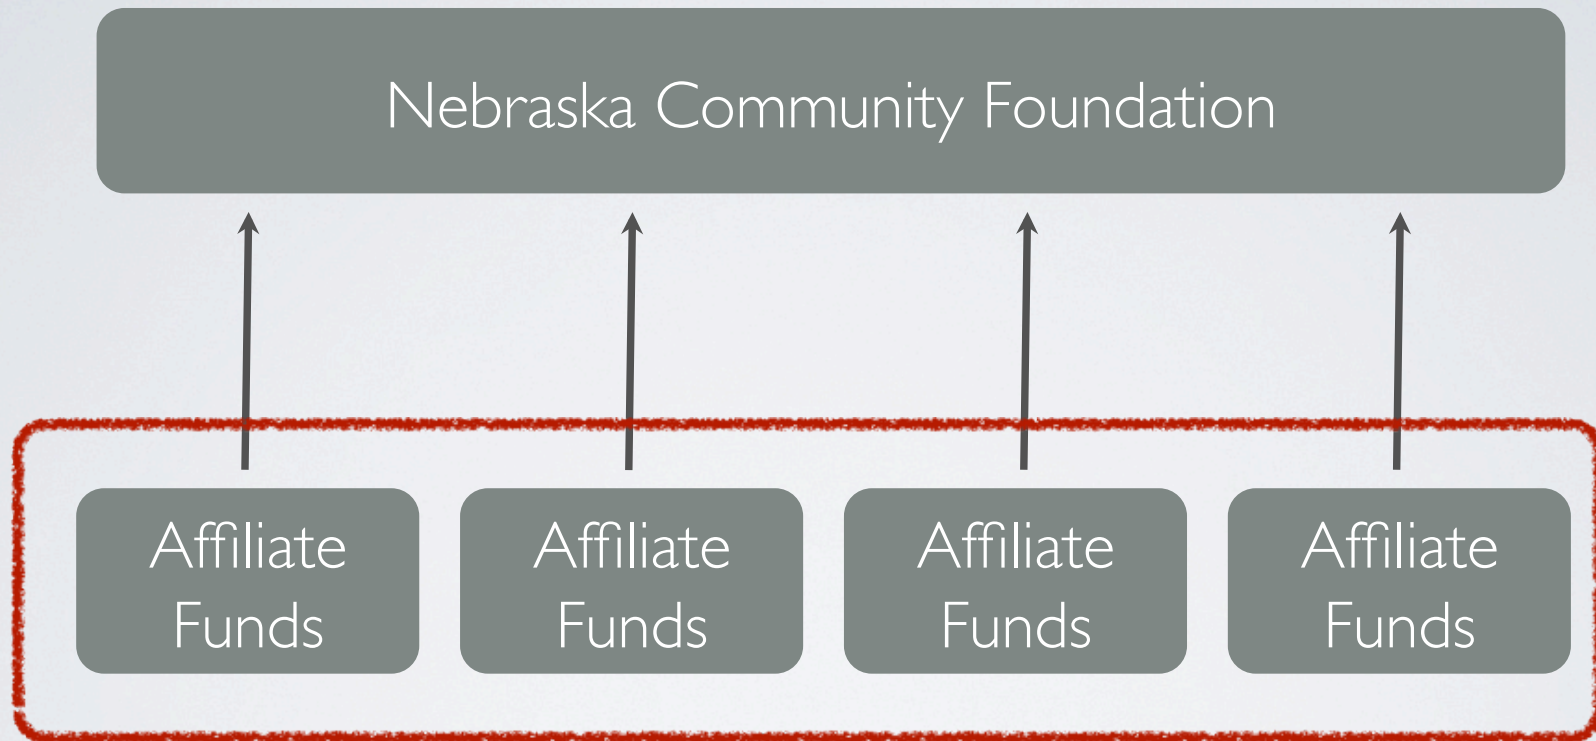 Nebraska Community Foundation
Affiliate
Funds
Affiliate
Funds
Affiliate
Funds
Affiliate
Funds